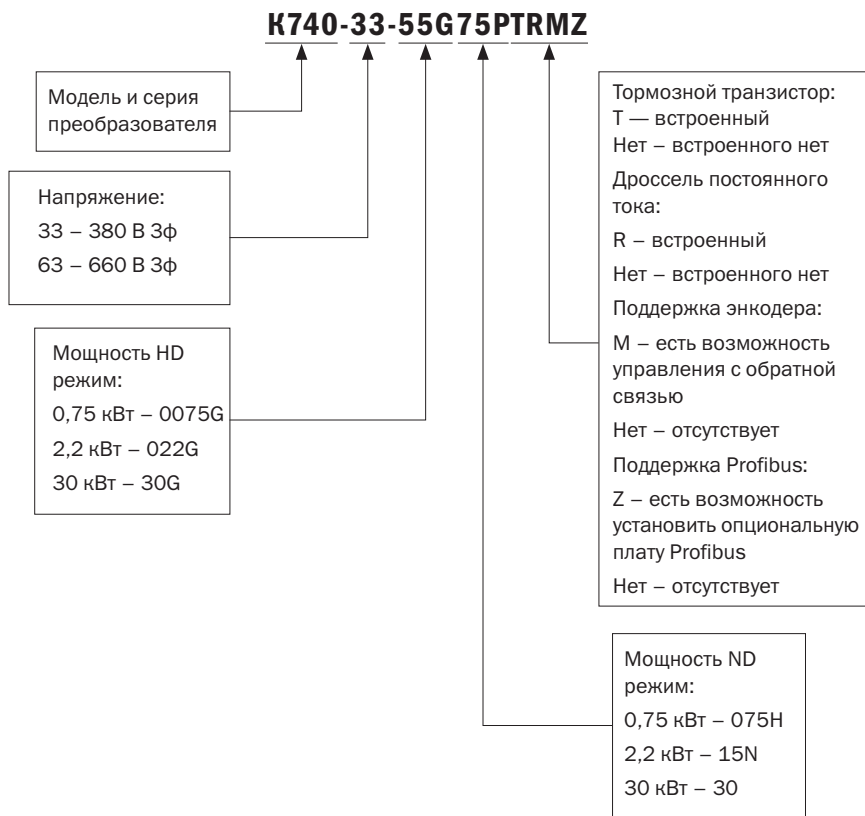 К740-33-55G75PTRMZ
Модель и серия
преобразователя
Напряжение:
33 – 380 В 3ф
63 – 660 В 3ф
Мощность HD
режим:
0,75 кВт – 0075G
2,2 кВт – 022G
30 кВт – 30G
Тормозной транзистор:
Т — встроенный
Нет – встроенного нет
Дроссель постоянного
тока:
R – встроенный
Нет – встроенного нет
Поддержка энкодера:
М – есть возможность
управления с обратной
связью
Нет – отсутствует
Поддержка Profibus:
Z – есть возможность
установить опциональную
плату Profibus
Нет – отсутствует
Мощность ND
режим:
0,75 кВт – 075H
2,2 кВт – 15N
30 кВт – 30